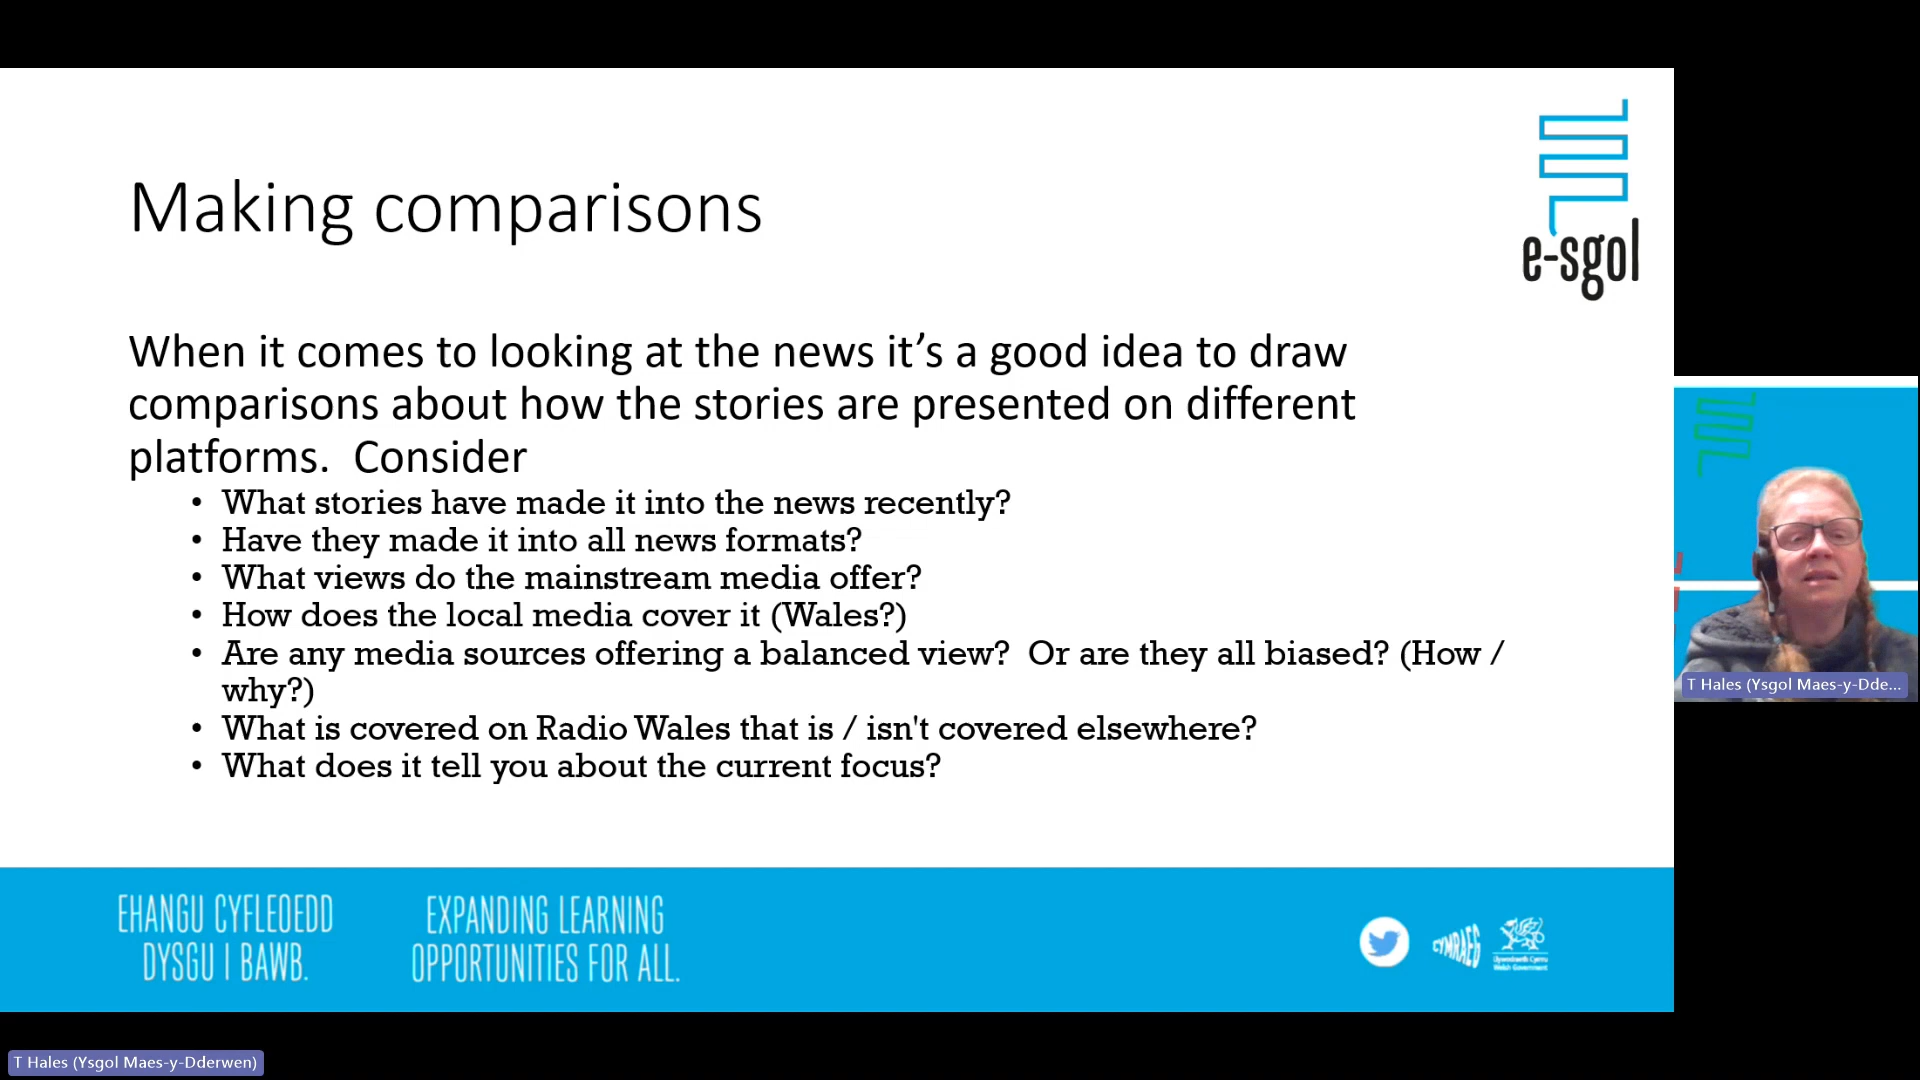 Making comparisons
e-sgol
When it comes to looking at the news it’s a good idea to draw
comparisons about how the stories are presented on different
platforms.  Consider
• What stories have made it into the news recently?
• Have they made it into all news formats?
• What views do the mainstream media offer?
• How does the local media cover it (Wales?)
• Are any media sources offering a balanced view?  Or are they all biased? (How /
why?)
• What is covered on Radio Wales that is / isn't covered elsewhere?
• What does it tell you about the current focus?
T Hales (Ysgol Maes-y-Dde...
EHANGU CYFLEOEDD
DYSGU I BAWB.
EXPANDING LEARNING
OPPORTUNITIES FOR ALL.
CYMRAEG
Llywodraeth Cymru
Welsh Government
T Hales (Ysgol Maes-y-Dderwen)